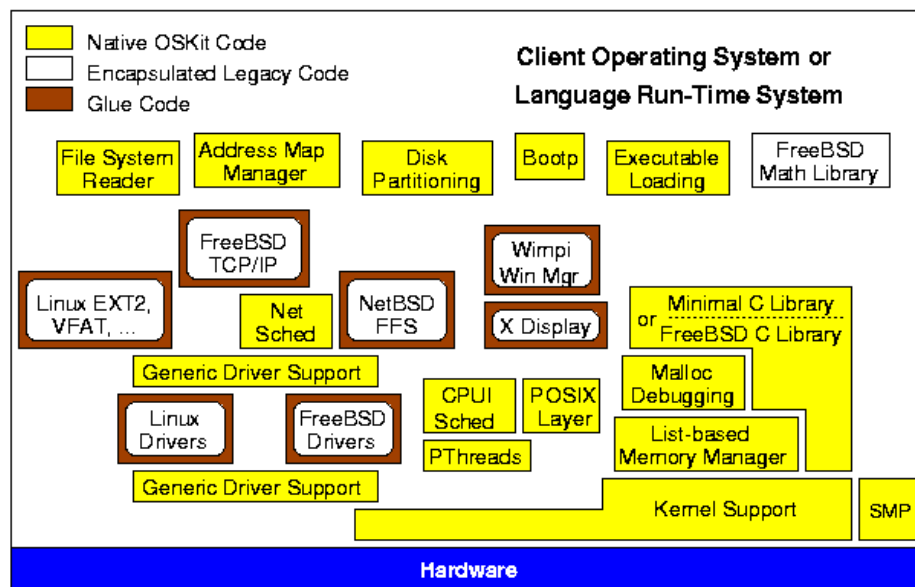 Native OSKit Code
Encapsulated Legacy Code
Glue Code
Client Operating System or
Language Run-Time System
File System
Reader
Address Map
Manager
Disk
Partitioning
Bootp
Executable
Loading
FreeBSD
Math Library
FreeBSD
TCP/IP
Wimpi
Win Mgr
Linux EXT2,
VFAT, ...
Net
Sched
NetBSD
FFS
X Display
or
Minimal C Library
FreeBSD C Library
Generic Driver Support
Linux
Drivers
FreeBSD
Drivers
CPUI
Sched
POSIX
Layer
Malloc
Debugging
PThreads
List-based
Memory Manager
Generic Driver Support
Kernel Support
SMP
Hardware